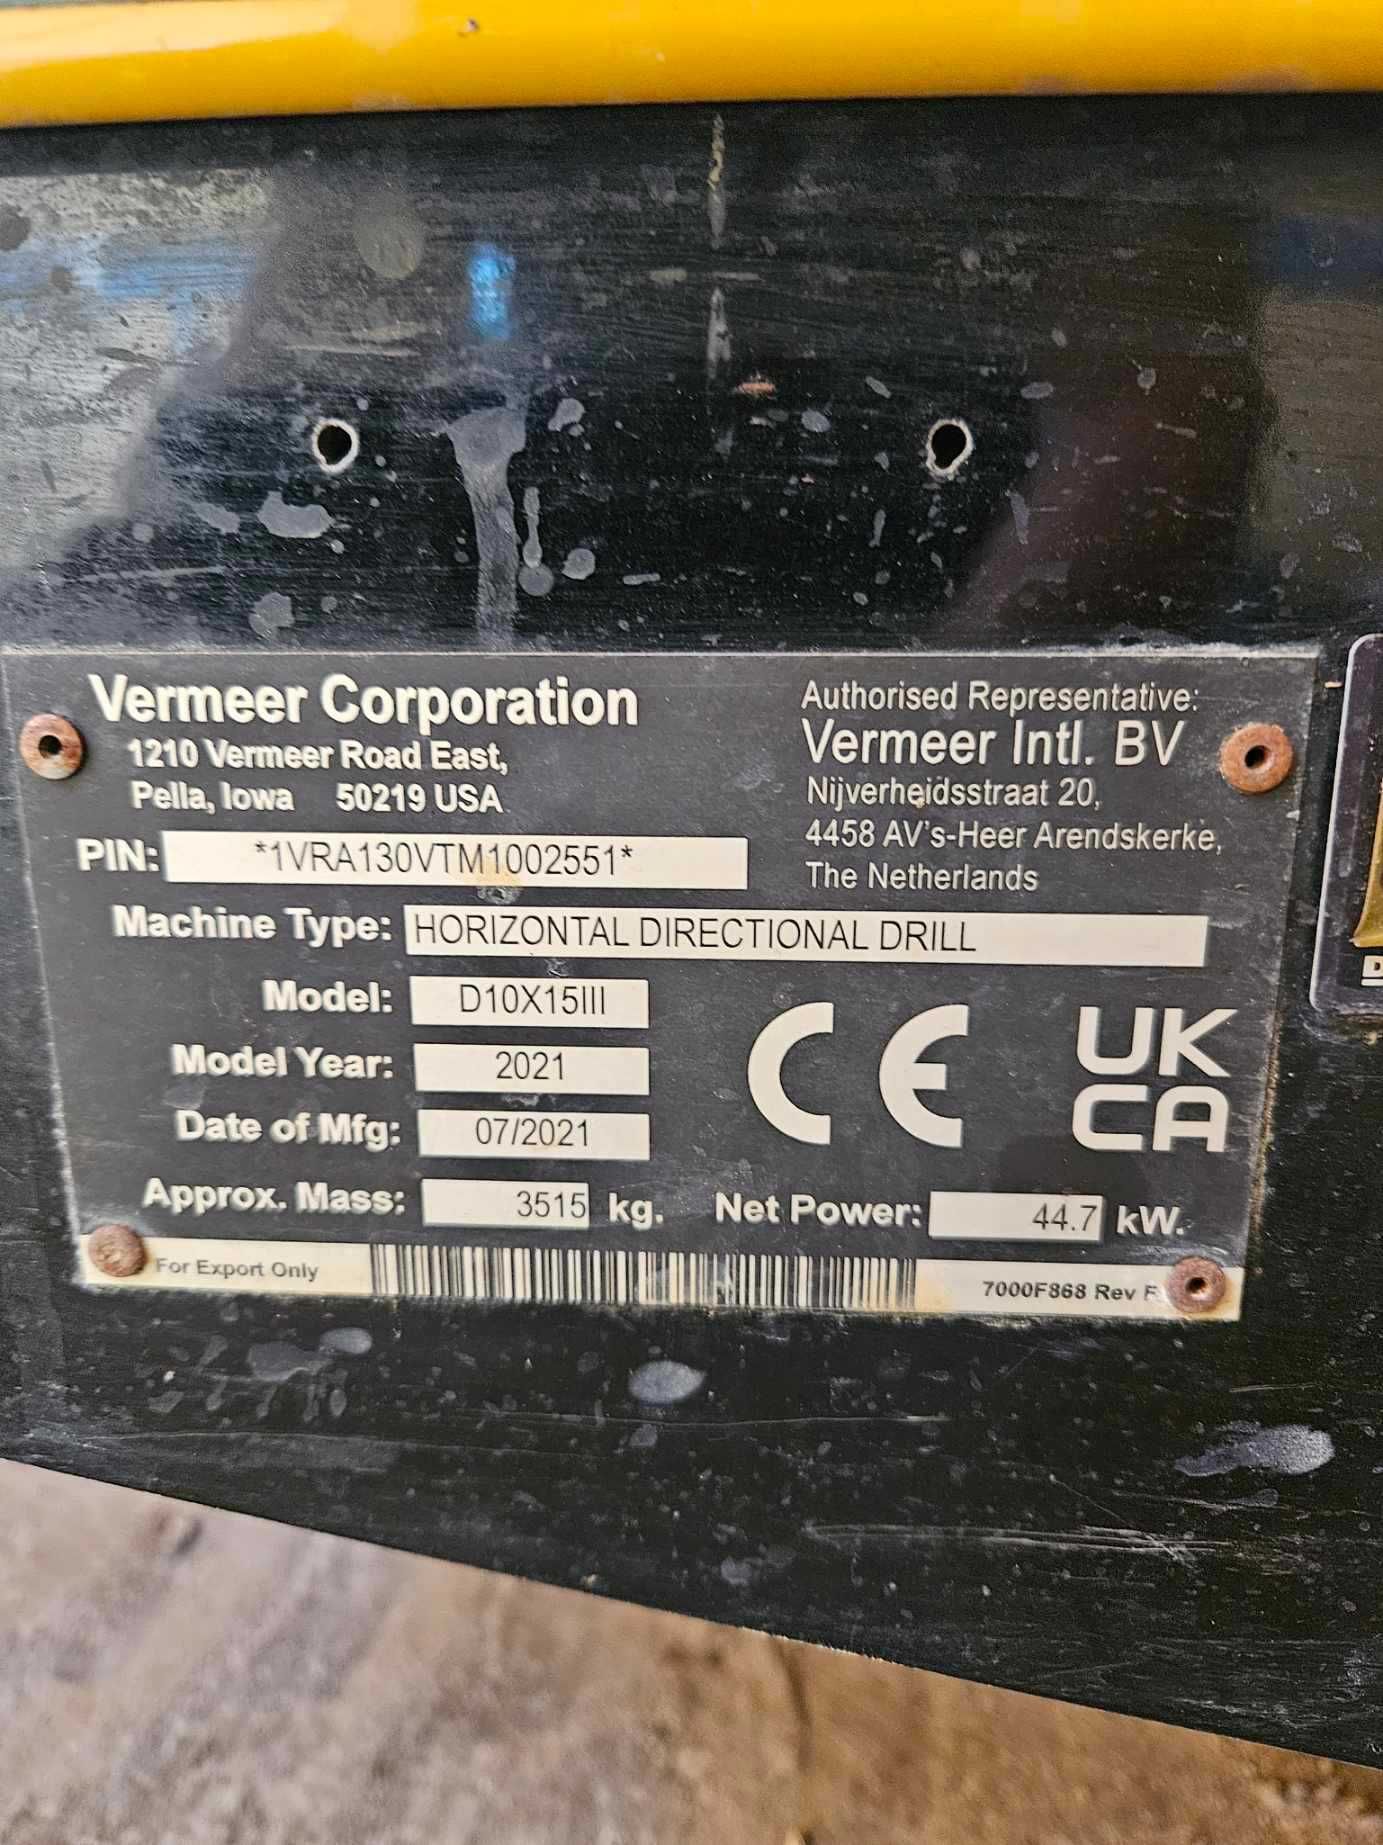 Vermeer Corporation
1210 Vermeer Road East,
Pella, Iowa 50219 USA
Authorised Representative:
Vermeer Intl. BV
Nijverheidsstraat 20,
4458 AV's-Heer Arendskerke,
The Netherlands
PIN: *1VRA130VTM1002551*
Machine Type: HORIZONTAL DIRECTIONAL DRILL
Model: D10X15III
Model Year: 2021
Date of Mfg: 07/2021
CE
UK
CA
Approx. Mass: 3515 kg. Net Power: 44.7 kW.
For Export Only
7000F868 Rev F